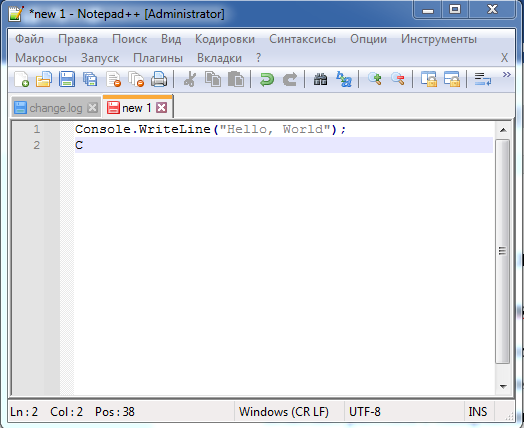 *new 1 - Notepad++ [Administrator]
Файл Правка Поиск Вид Кодировки Синтаксисы Опции Инструменты
Макросы Запуск Плагины Вкладки ? X
change.log new 1
1 Console.WriteLine("Hello, World");
2 C
Ln : 2 Col : 2 Pos : 38 Windows (CR LF) UTF-8 INS